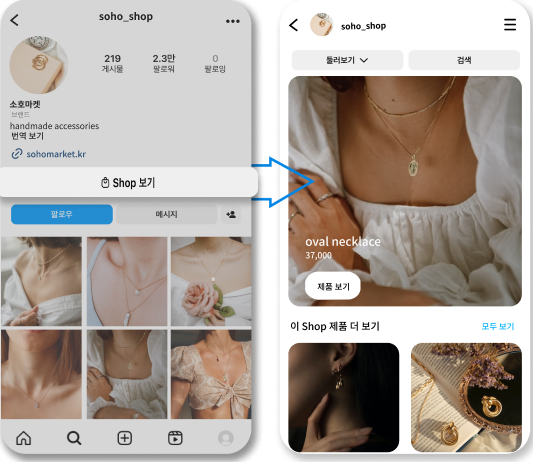 soho_shop
219
게시물
2.3만
팔로워
0
팔로잉
소호마켓
브랜드
handmade accessories
번역 보기
sohomarket.kr
Shop 보기
팔로우
메시지
soho_shop
둘러보기
검색
oval necklace
37,000
제품 보기
이 Shop 제품 더 보기
모두 보기